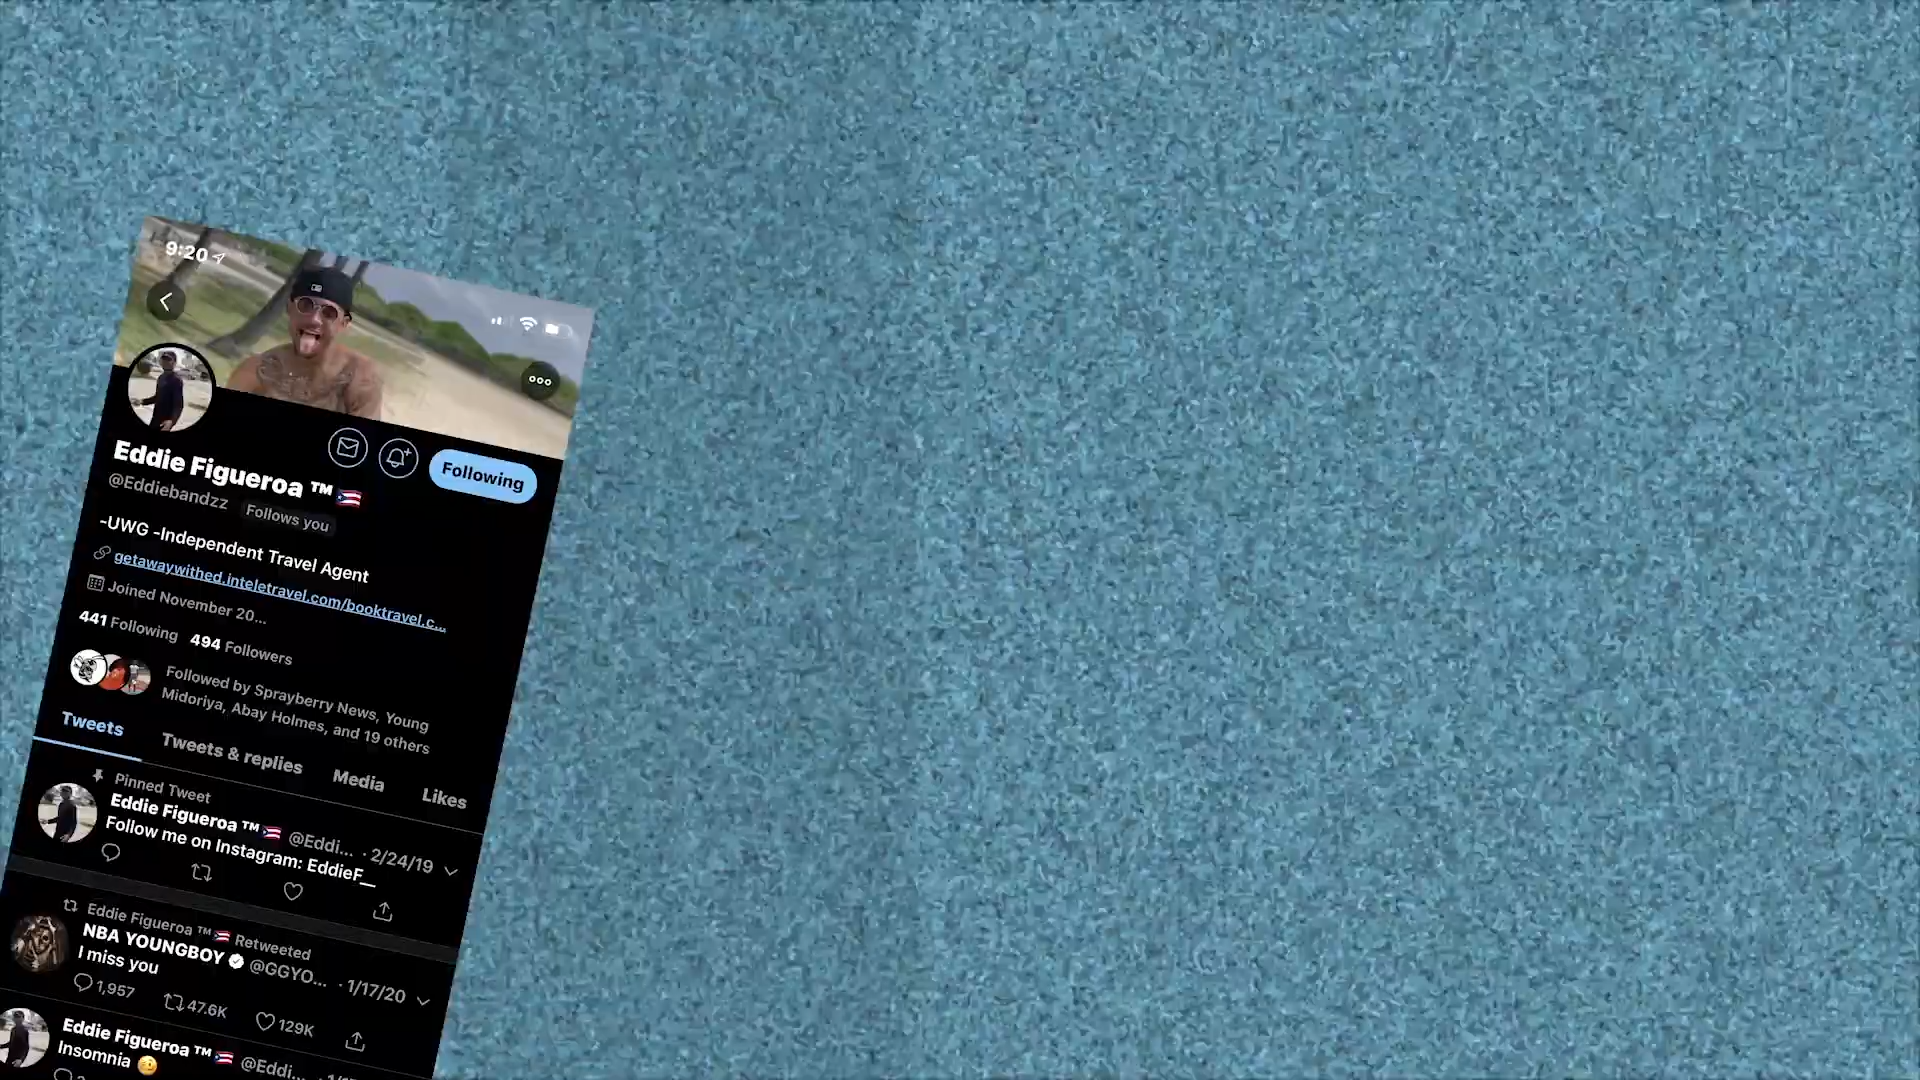 9:20
Eddie Figueroa ™🇵🇷
Following
@Eddiebandzz Follows you
-UWG -Independent Travel Agent
getawaywithed.inteletravel.com/booktravel.c...
Joined November 20...
441 Following 494 Followers
Followed by Sprayberry News, Young
Midoriya, Abay Holmes, and 19 others
Tweets Tweets & replies Media Likes
Pinned Tweet
Eddie Figueroa ™🇵🇷 @Eddi... · 2/24/19
Follow me on Instagram: EddieF__
Eddie Figueroa ™🇵🇷 Retweeted
NBA YOUNGBOY @GGYO... · 1/17/20
I miss you
1,957 47.6K 129K
Eddie Figueroa ™🇵🇷 @Eddi...
Insomnia 🥴